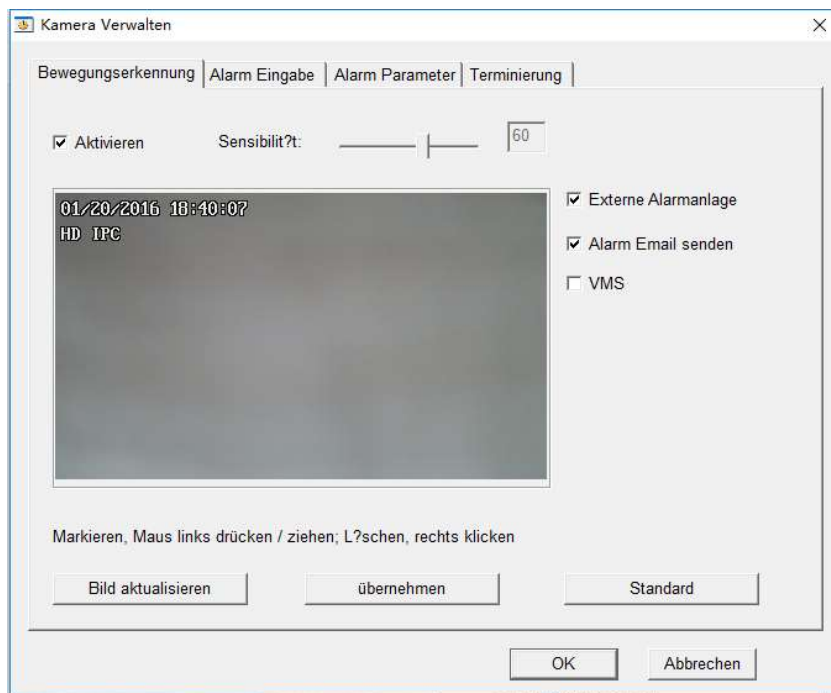 Kamera Verwalten
Bewegungserkennung Alarm Eingabe Alarm Parameter Terminierung
Aktivieren Sensibilit?t: 60
01/20/2016 18:40:07
HD IPC
Externe Alarmanlage
Alarm Email senden
VMS
Markieren, Maus links drücken / ziehen; L?schen, rechts klicken
Bild aktualisieren übernehmen Standard
OK Abbrechen